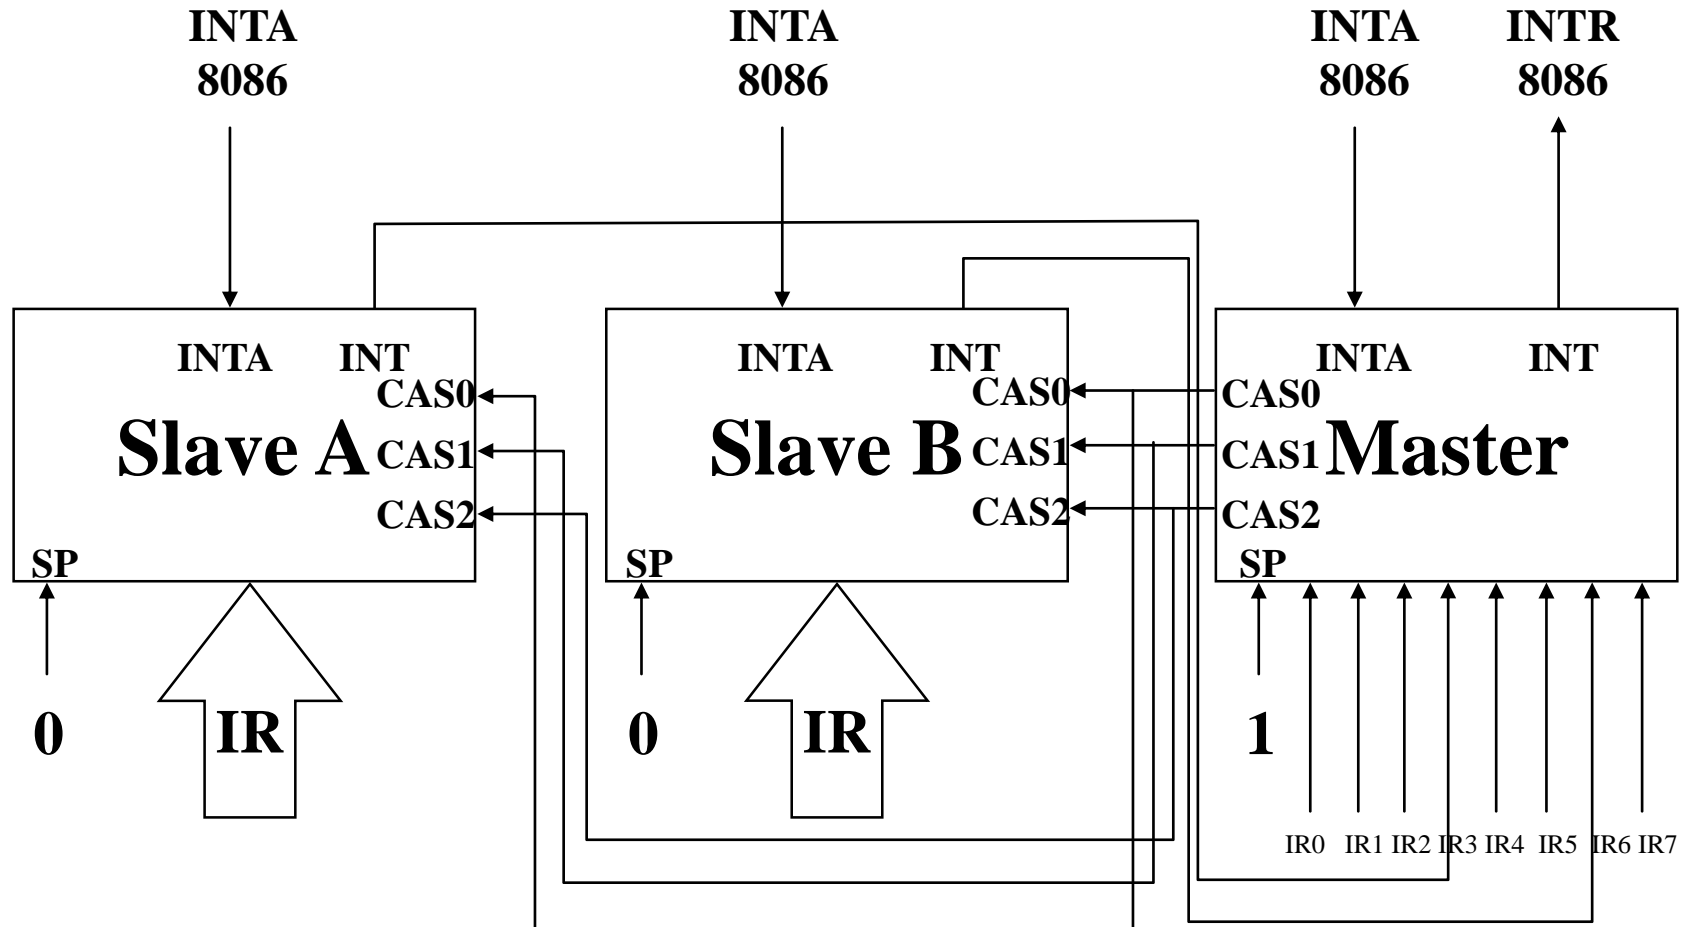 INTA
8086
INTA
8086
INTA
8086
INTR
8086
INTA INT
CAS0
Slave A
CAS1
CAS2
SP
0
IR
INTA INT
CAS0
Slave B
CAS1
CAS2
SP
0
IR
INTA INT
CAS0
CAS1
Master
CAS2
SP
1
IR0 IR1 IR2 IR3 IR4 IR5 IR6 IR7